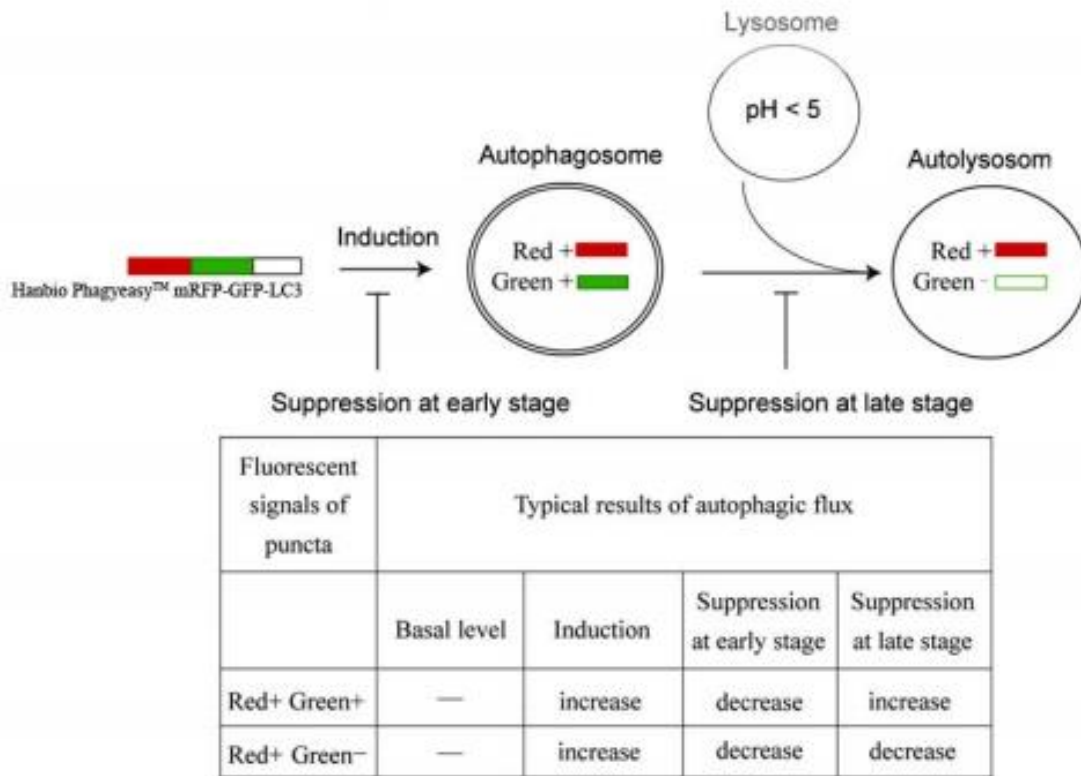 Lysosome
pH < 5
Autophagosome
Autolysosom
Induction
Red +
Green +
Red +
Green -
Hanbio Phagyeasy™ mRFP-GFP-LC3
Suppression at early stage
Suppression at late stage
Fluorescent
signals of
puncta
Typical results of autophagic flux
Basal level
Induction
Suppression
at early stage
Suppression
at late stage
Red+ Green+ — increase decrease increase
Red+ Green− — increase decrease decrease